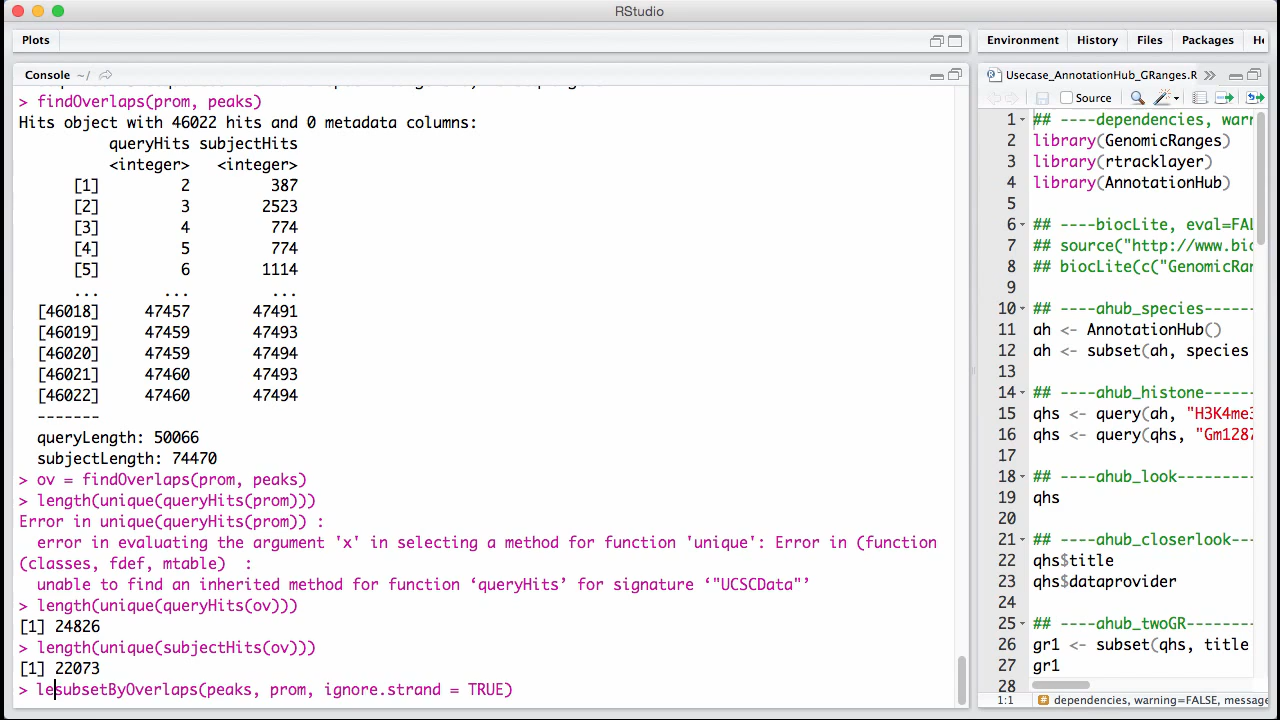 RStudio
Plots
Console ~/
> findOverlaps(prom, peaks)
Hits object with 46022 hits and 0 metadata columns:
queryHits subjectHits
<integer> <integer>
[1] 2 387
[2] 3 2523
[3] 4 774
[4] 5 774
[5] 6 1114
... ... ...
[46018] 47457 47491
[46019] 47459 47493
[46020] 47459 47494
[46021] 47460 47493
[46022] 47460 47494
-------
queryLength: 50066
subjectLength: 74470
> ov = findOverlaps(prom, peaks)
> length(unique(queryHits(prom)))
Error in unique(queryHits(prom)) :
error in evaluating the argument 'x' in selecting a method for function 'unique': Error in (function
(classes, fdef, mtable)  :
unable to find an inherited method for function ‘queryHits’ for signature ‘"UCSCData"’
> length(unique(queryHits(ov)))
[1] 24826
> length(unique(subjectHits(ov)))
[1] 22073
> lesubsetByOverlaps(peaks, prom, ignore.strand = TRUE)
Environment History Files Packages He
Usecase_AnnotationHub_GRanges.R
Source
1 ## ----dependencies, warn
2 library(GenomicRanges)
3 library(rtracklayer)
4 library(AnnotationHub)
5
6 ## ----biocLite, eval=FAL
7 ## source("http://www.bio
8 ## biocLite(c("GenomicRan
9
10 ## ----ahub_species------
11 ah <- AnnotationHub()
12 ah <- subset(ah, species
13
14 ## ----ahub_histone------
15 qhs <- query(ah, "H3K4me3
16 qhs <- query(qhs, "Gm1287
17
18 ## ----ahub_look---------
19 qhs
20
21 ## ----ahub_closerlook---
22 qhs$title
23 qhs$dataprovider
24
25 ## ----ahub_twoGR--------
26 gr1 <- subset(qhs, title
27 gr1
28
1:1 # dependencies, warning=FALSE, message